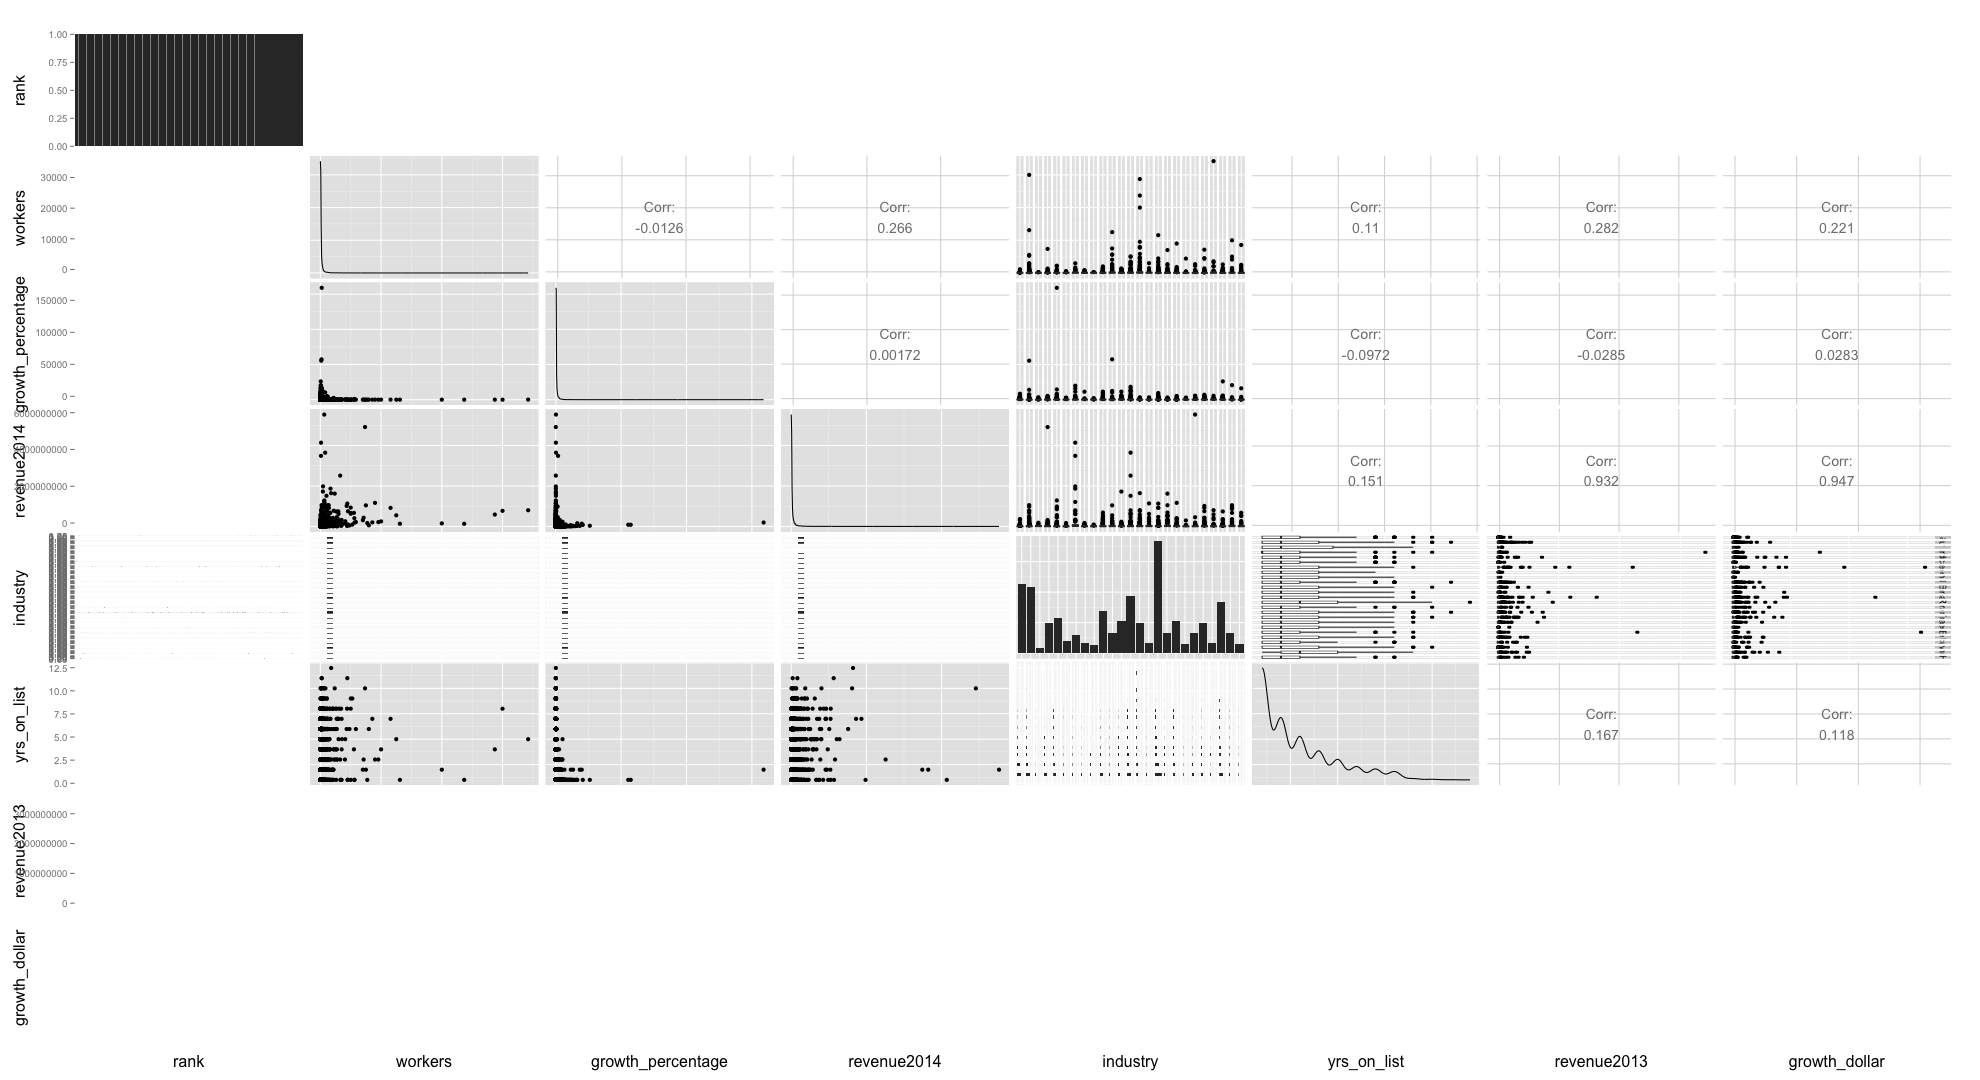 rank
1.00
0.75
0.50
0.25
0.00
workers
30000
20000
10000
0
Corr:
-0.0126
Corr:
0.266
Corr:
0.11
Corr:
0.282
Corr:
0.221
growth_percentage
150000
100000
50000
0
Corr:
0.00172
Corr:
-0.0972
Corr:
-0.0285
Corr:
0.0283
revenue2014
6000000000
0
Corr:
0.151
Corr:
0.932
Corr:
0.947
industry
yrs_on_list
12.5
10.0
7.5
5.0
2.5
0.0
Corr:
0.167
Corr:
0.118
revenue2013
0
growth_dollar
rank
workers
growth_percentage
revenue2014
industry
yrs_on_list
revenue2013
growth_dollar